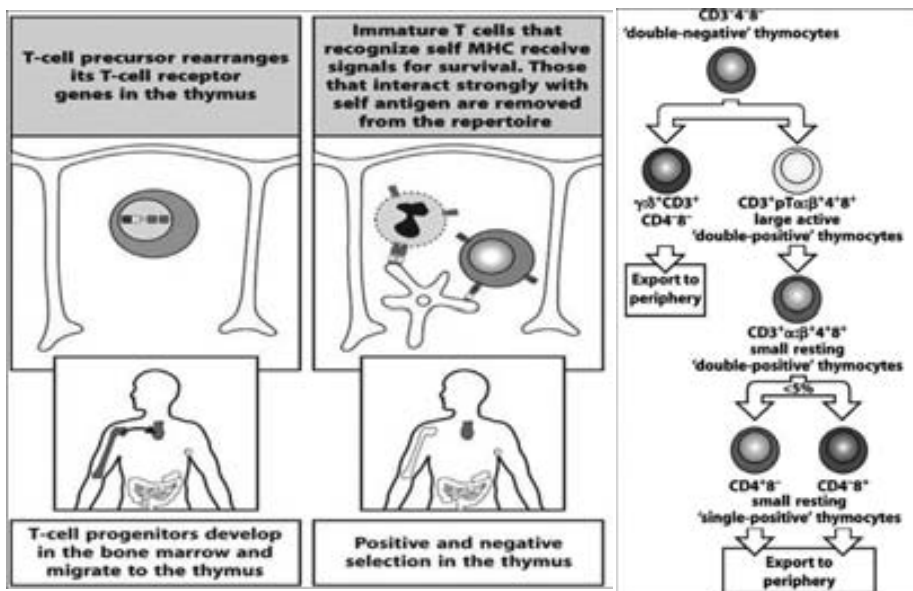 T-cell precursor rearranges
its T-cell receptor
genes in the thymus
T-cell progenitors develop
in the bone marrow and
migrate to the thymus
Immature T cells that
recognize self MHC receive
signals for survival. Those
that interact strongly with
self antigen are removed
from the repertoire
Positive and negative
selection in the thymus
CD3⁻4⁻8⁻
'double-negative' thymocytes
γ:δ⁺CD3⁺
CD4⁻8⁻
Export to
periphery
CD3⁺pTα:β⁺4⁺8⁺
large active
'double-positive' thymocytes
CD3⁺α:β⁺4⁺8⁺
small resting
'double-positive' thymocytes
<5%
CD4⁺8⁻
CD4⁻8⁺
small resting
'single-positive' thymocytes
Export to
periphery